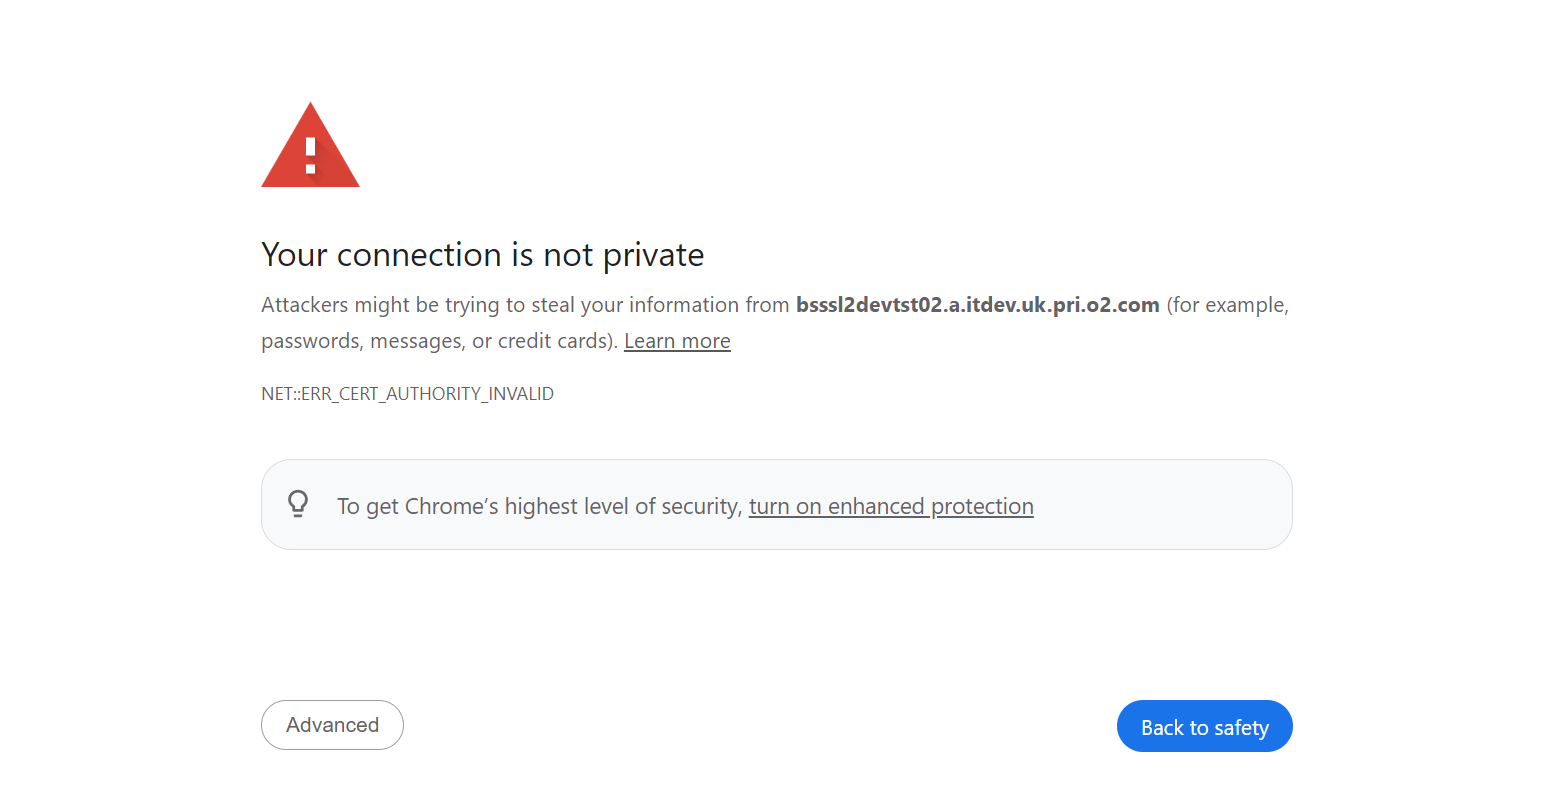 Your connection is not private
Attackers might be trying to steal your information from bsssl2devtst02.a.itdev.uk.pri.o2.com (for example,
passwords, messages, or credit cards). Learn more
NET::ERR_CERT_AUTHORITY_INVALID
To get Chrome’s highest level of security, turn on enhanced protection
Advanced
Back to safety